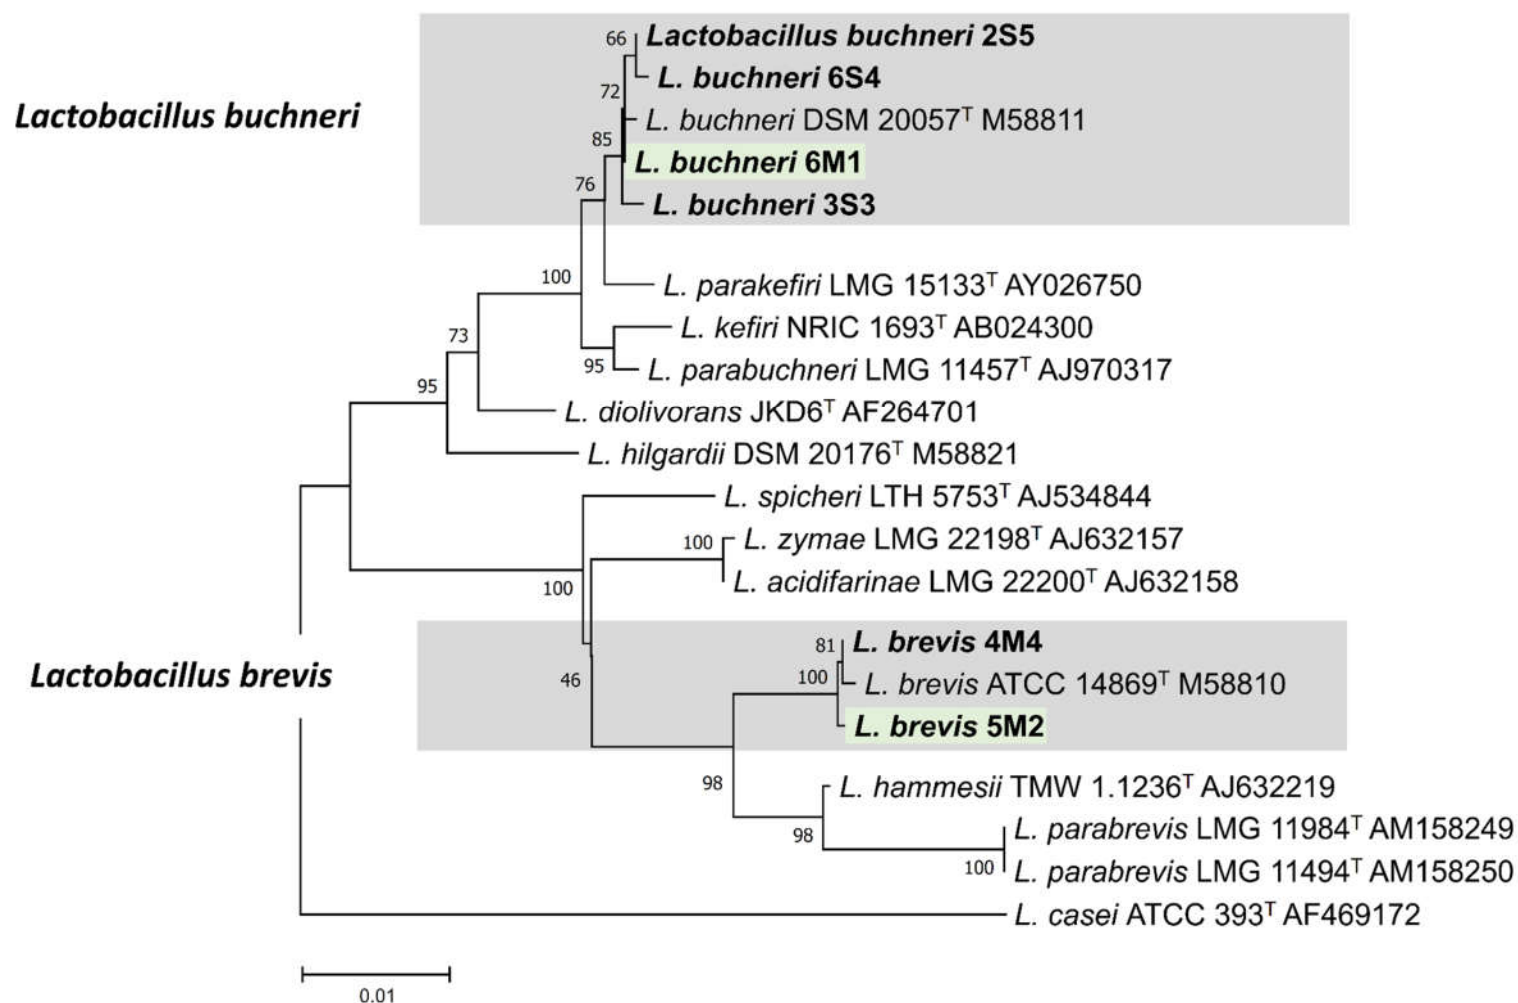 66
Lactobacillus buchneri 2S5
L. buchneri 6S4
72
Lactobacillus buchneri
L. buchneri DSM 20057ᵀ M58811
85
L. buchneri 6M1
76
L. buchneri 3S3
100
L. parakefiri LMG 15133ᵀ AY026750
L. kefiri NRIC 1693ᵀ AB024300
73
95
L. parabuchneri LMG 11457ᵀ AJ970317
95
L. diolivorans JKD6ᵀ AF264701
L. hilgardii DSM 20176ᵀ M58821
L. spicheri LTH 5753ᵀ AJ534844
100
L. zymae LMG 22198ᵀ AJ632157
100
L. acidifarinae LMG 22200ᵀ AJ632158
81
L. brevis 4M4
Lactobacillus brevis
46
100
L. brevis ATCC 14869ᵀ M58810
L. brevis 5M2
98
L. hammesii TMW 1.1236ᵀ AJ632219
98
L. parabrevis LMG 11984ᵀ AM158249
100
L. parabrevis LMG 11494ᵀ AM158250
L. casei ATCC 393ᵀ AF469172
0.01